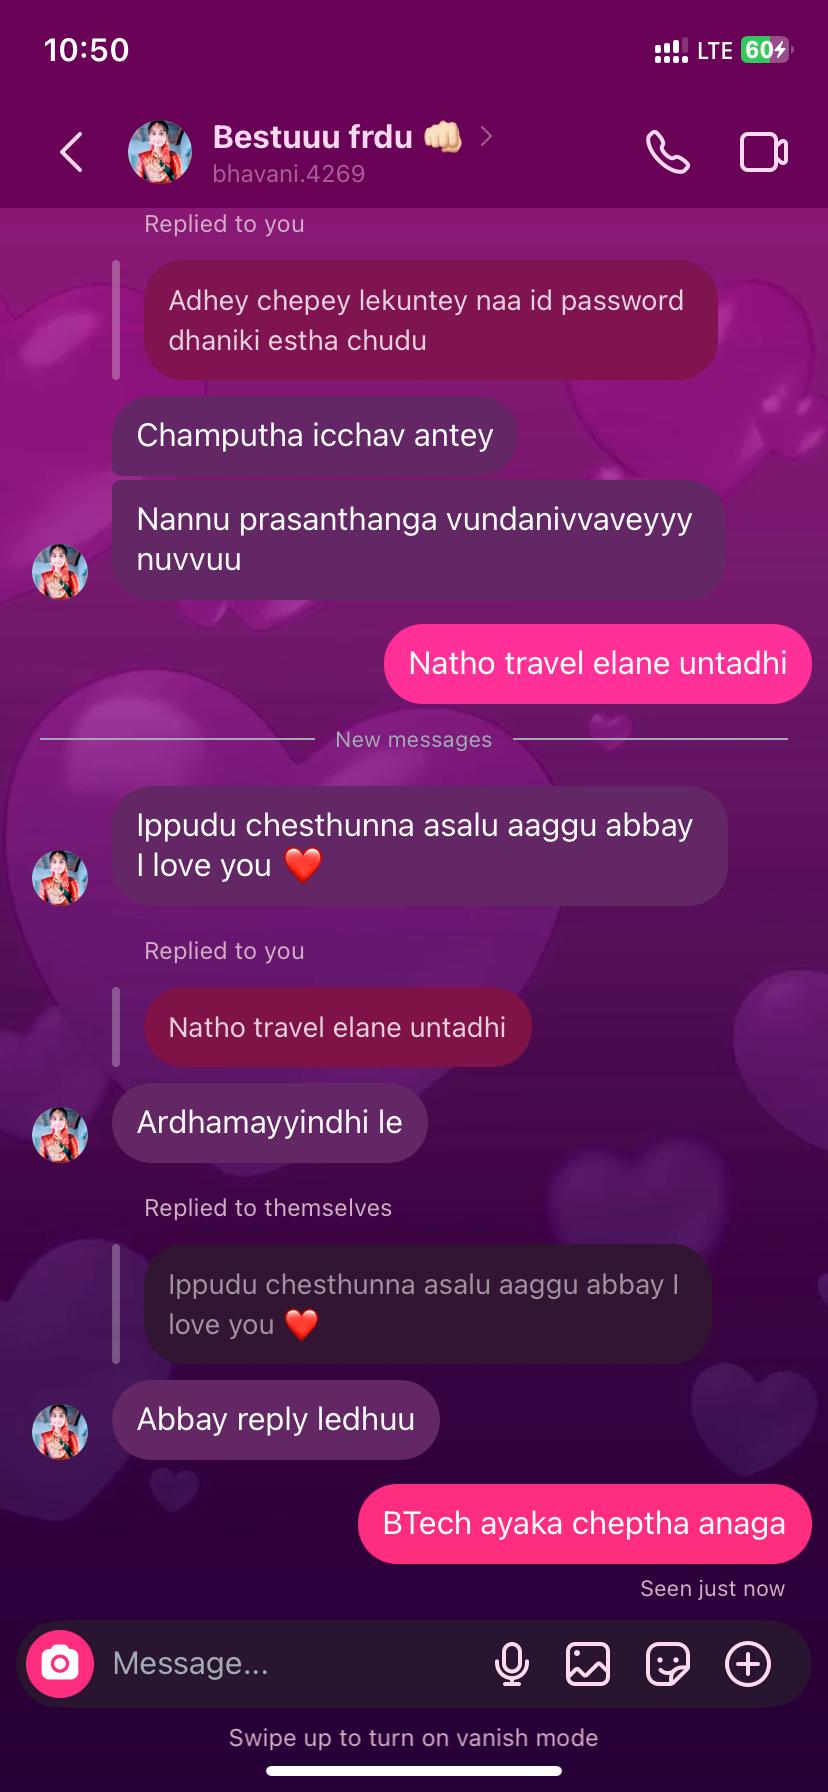 10:50
LTE 60
Bestuuu frdu 👊🏻
bhavani.4269
Replied to you
Adhey chepey lekuntey naa id password
dhaniki estha chudu
Champutha icchav antey
Nannu prasanthanga vundanivvaveyyy
nuvvuu
Natho travel elane untadhi
New messages
Ippudu chesthunna asalu aaggu abbay
I love you ❤️
Replied to you
Natho travel elane untadhi
Ardhamayyindhi le
Replied to themselves
Ippudu chesthunna asalu aaggu abbay I
love you ❤️
Abbay reply ledhuu
BTech ayaka cheptha anaga
Seen just now
Message...
Swipe up to turn on vanish mode